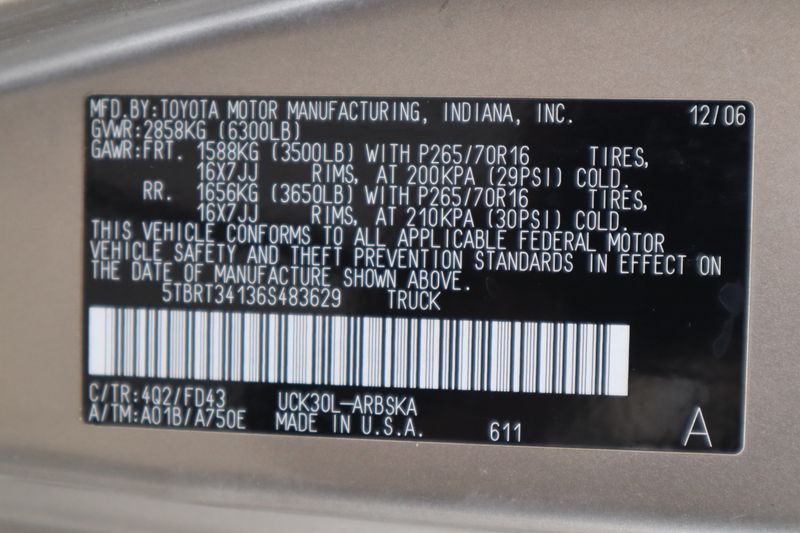 MFD.BY:TOYOTA MOTOR MANUFACTURING, INDIANA, INC. 12/06
GVWR:2858KG (6300LB)
GAWR:FRT. 1588KG (3500LB) WITH P265/70R16 TIRES,
16X7JJ RIMS, AT 200KPA (29PSI) COLD.
RR. 1656KG (3650LB) WITH P265/70R16 TIRES,
16X7JJ RIMS, AT 210KPA (30PSI) COLD.
THIS VEHICLE CONFORMS TO ALL APPLICABLE FEDERAL MOTOR
VEHICLE SAFETY AND THEFT PREVENTION STANDARDS IN EFFECT ON
THE DATE OF MANUFACTURE SHOWN ABOVE.
5TBRT34136S483629 TRUCK
C/TR:4Q2/FD43 UCK30L-ARBSKA
A/TM:A01B/A750E MADE IN U.S.A. 611 A